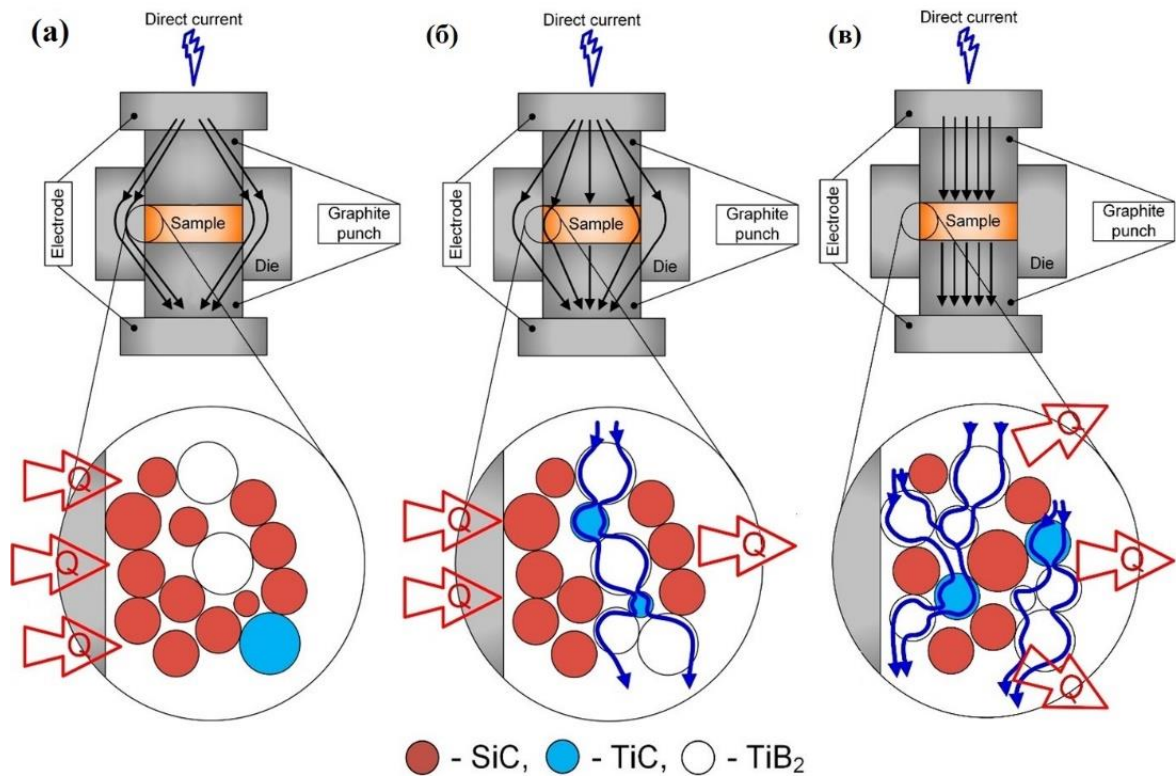 (а)
Direct current
Electrode
Sample
Graphite
punch
Die
Q
Q
Q
(б)
Direct current
Electrode
Sample
Graphite
punch
Die
Q
Q
Q
(в)
Direct current
Electrode
Sample
Graphite
punch
Die
Q
Q
Q
- SiC, - TiC, - TiB₂